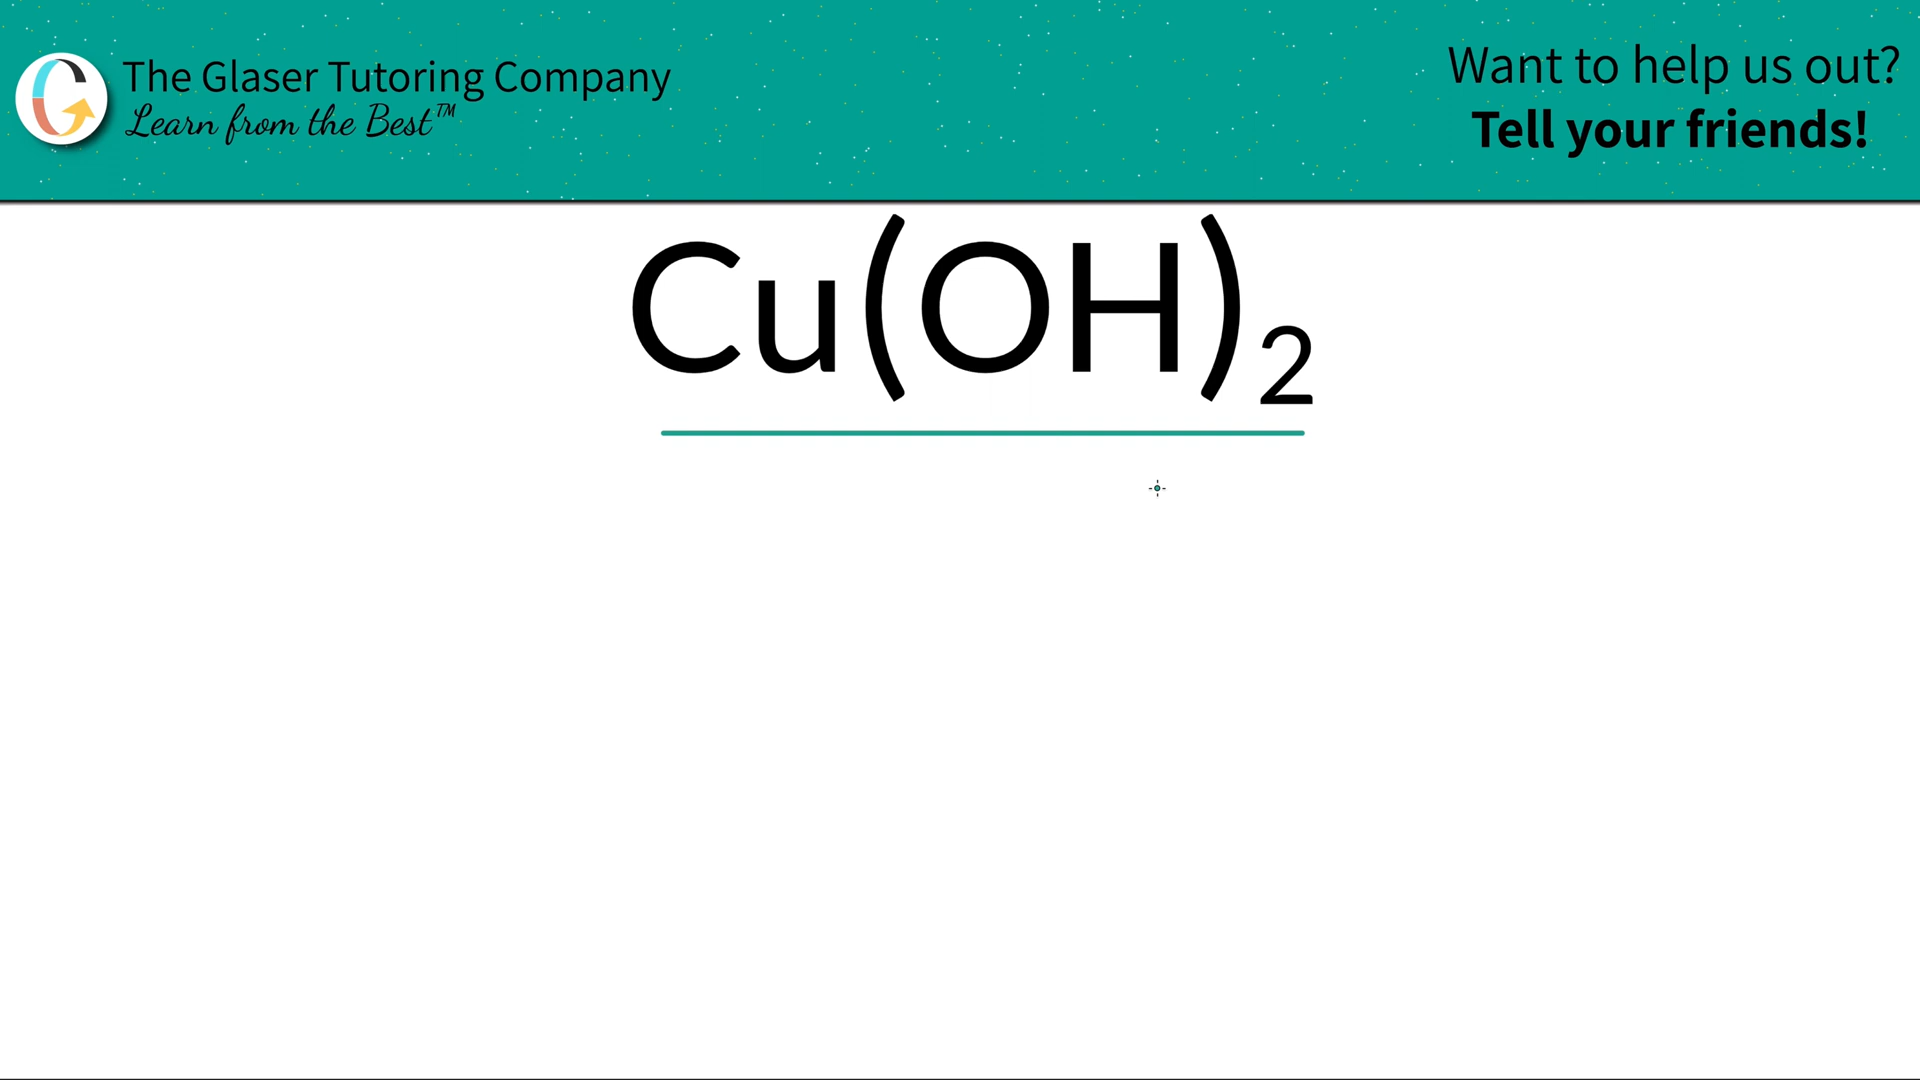 The Glaser Tutoring Company
Learn from the Best™
Want to help us out?
Tell your friends!
Cu(OH)₂